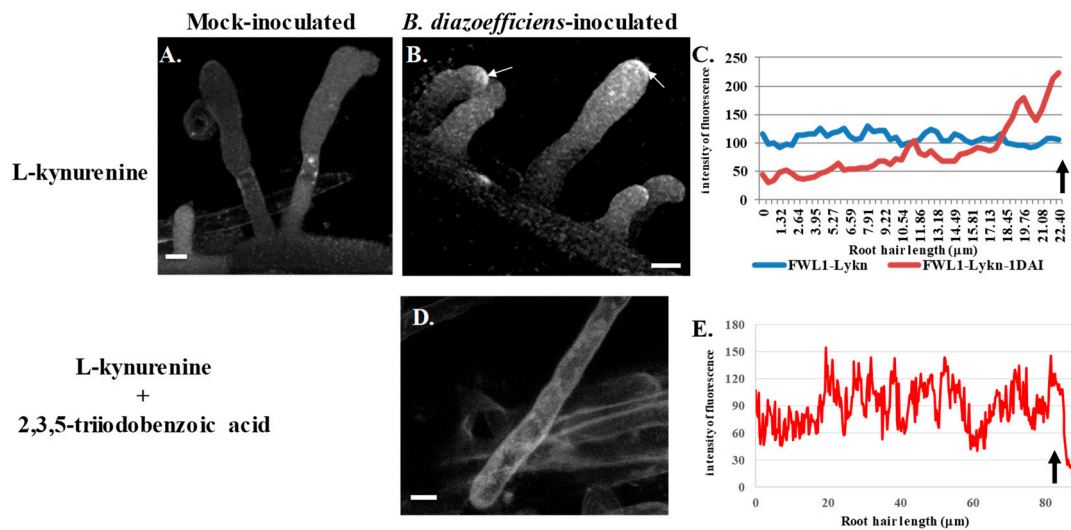 Mock-inoculated
B. diazoefficiens-inoculated
A.
B.
C.
L-kynurenine
intensity of fluorescence
250
200
150
100
50
0
0
1.32
2.64
3.95
5.27
6.59
7.91
9.22
10.54
11.86
13.18
14.49
15.81
17.13
18.45
19.76
21.08
22.40
Root hair length (µm)
FWL1-Lykn
FWL1-Lykn-1DAI
D.
E.
L-kynurenine
+
2,3,5-triiodobenzoic acid
intensity of fluorescence
180
150
120
90
60
30
0
0
20
40
60
80
Root hair length (µm)